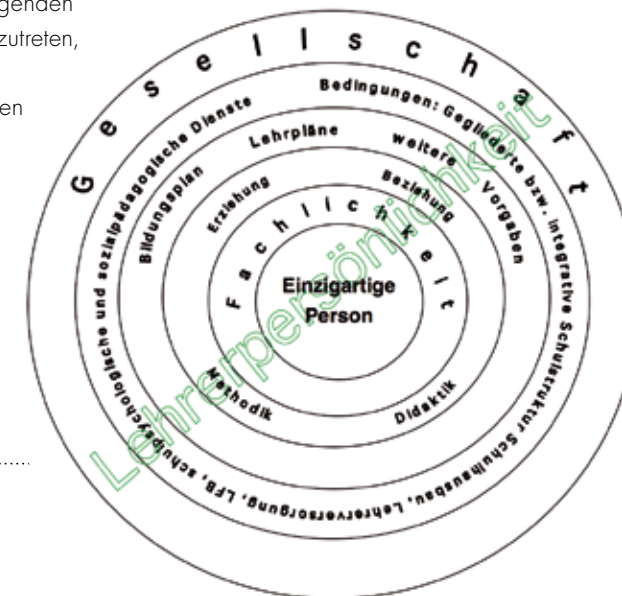 genden
zutreten,
en
Gesellschaft
Bedingungen: Gegliederte bzw. integrative Schulstruktur Schulhausbau, Lehrerversorgung, LFB, schulpsychologische und sozialpädagogische Dienste
Bildungsplan Lehrpläne weitere Vorgaben
Erziehung Beziehung
Fachlichkeit
Einzigartige
Person
Methodik Didaktik
Lehrerpersönlichkeit